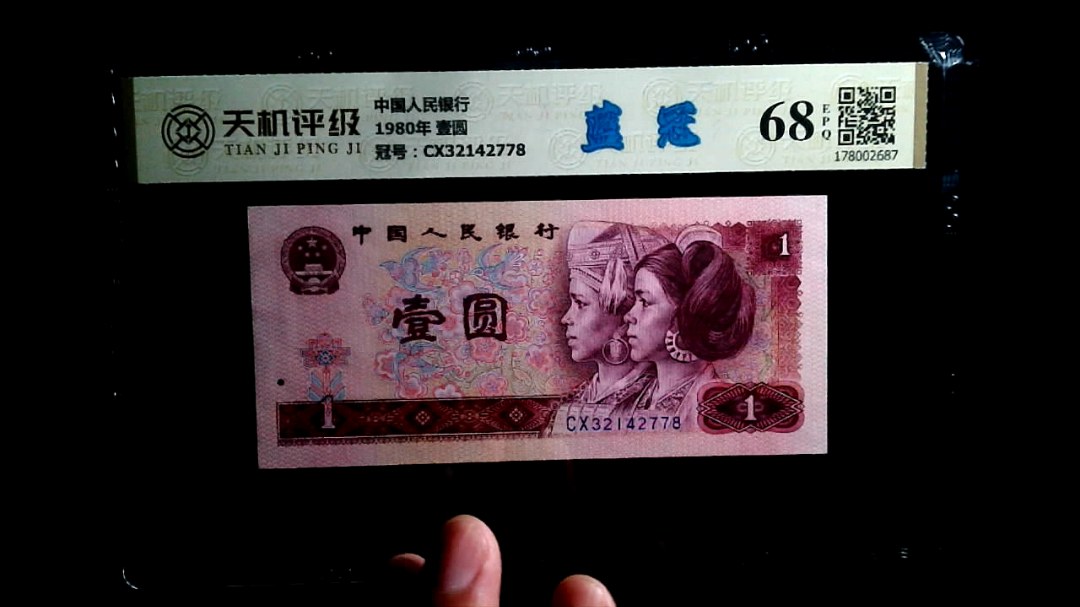 天机评级
TIAN JI PING JI
中国人民银行
1980年 壹圆
冠号：CX32142778
蓝冠
68
EPQ
178002687
中国人民银行
1
壹圆
1
1
CX32142778